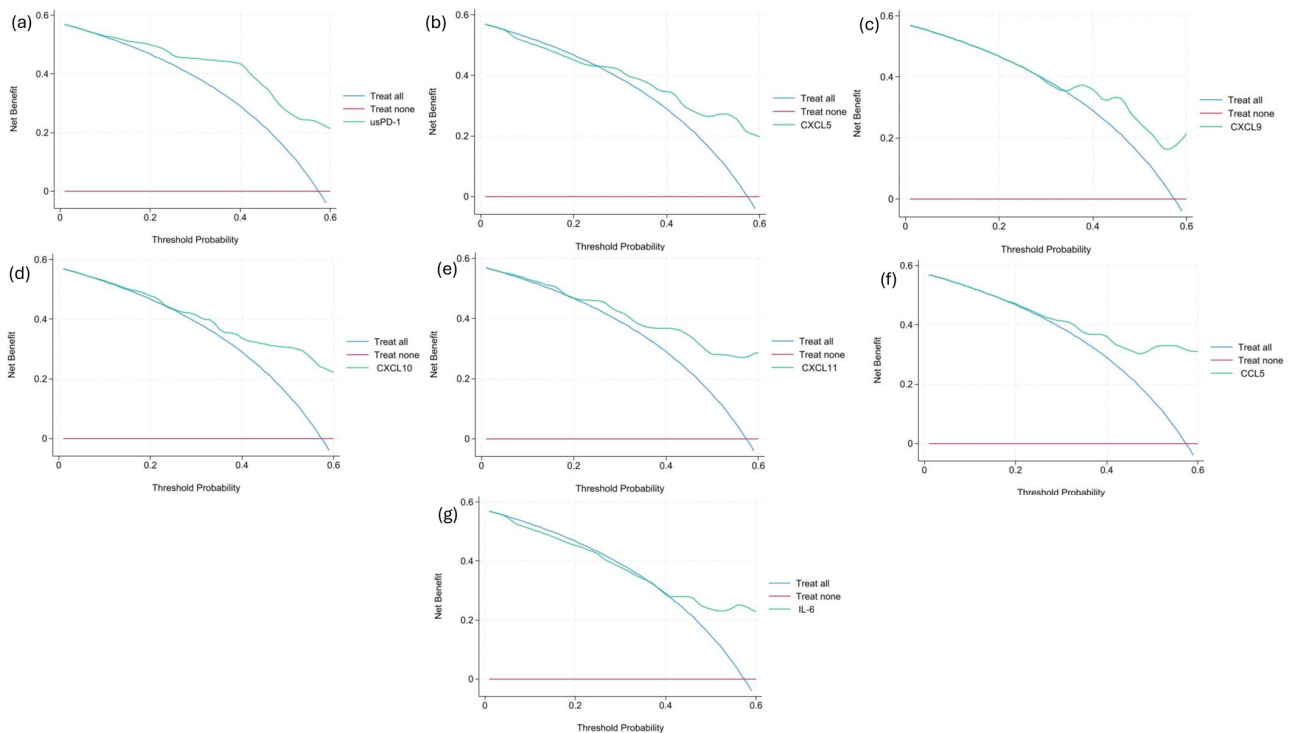 (a)
0.6
0.4
0.2
0
Net Benefit
0
0.2
0.4
0.6
Threshold Probability
Treat all
Treat none
usPD-1
(b)
0.6
0.4
0.2
0
Net Benefit
0
0.2
0.4
0.6
Threshold Probability
Treat all
Treat none
CXCL5
(c)
0.6
0.4
0.2
0
Net Benefit
0
0.2
0.4
0.6
Threshold Probability
Treat all
Treat none
CXCL9
(d)
0.6
0.4
0.2
0
Net Benefit
0
0.2
0.4
0.6
Threshold Probability
Treat all
Treat none
CXCL10
(e)
0.6
0.4
0.2
0
Net Benefit
0
0.2
0.4
0.6
Threshold Probability
Treat all
Treat none
CXCL11
(f)
0.6
0.4
0.2
0
Net Benefit
0
0.2
0.4
0.6
Threshold Probability
Treat all
Treat none
CCL5
(g)
0.6
0.4
0.2
0
Net Benefit
0
0.2
0.4
0.6
Threshold Probability
Treat all
Treat none
IL-6